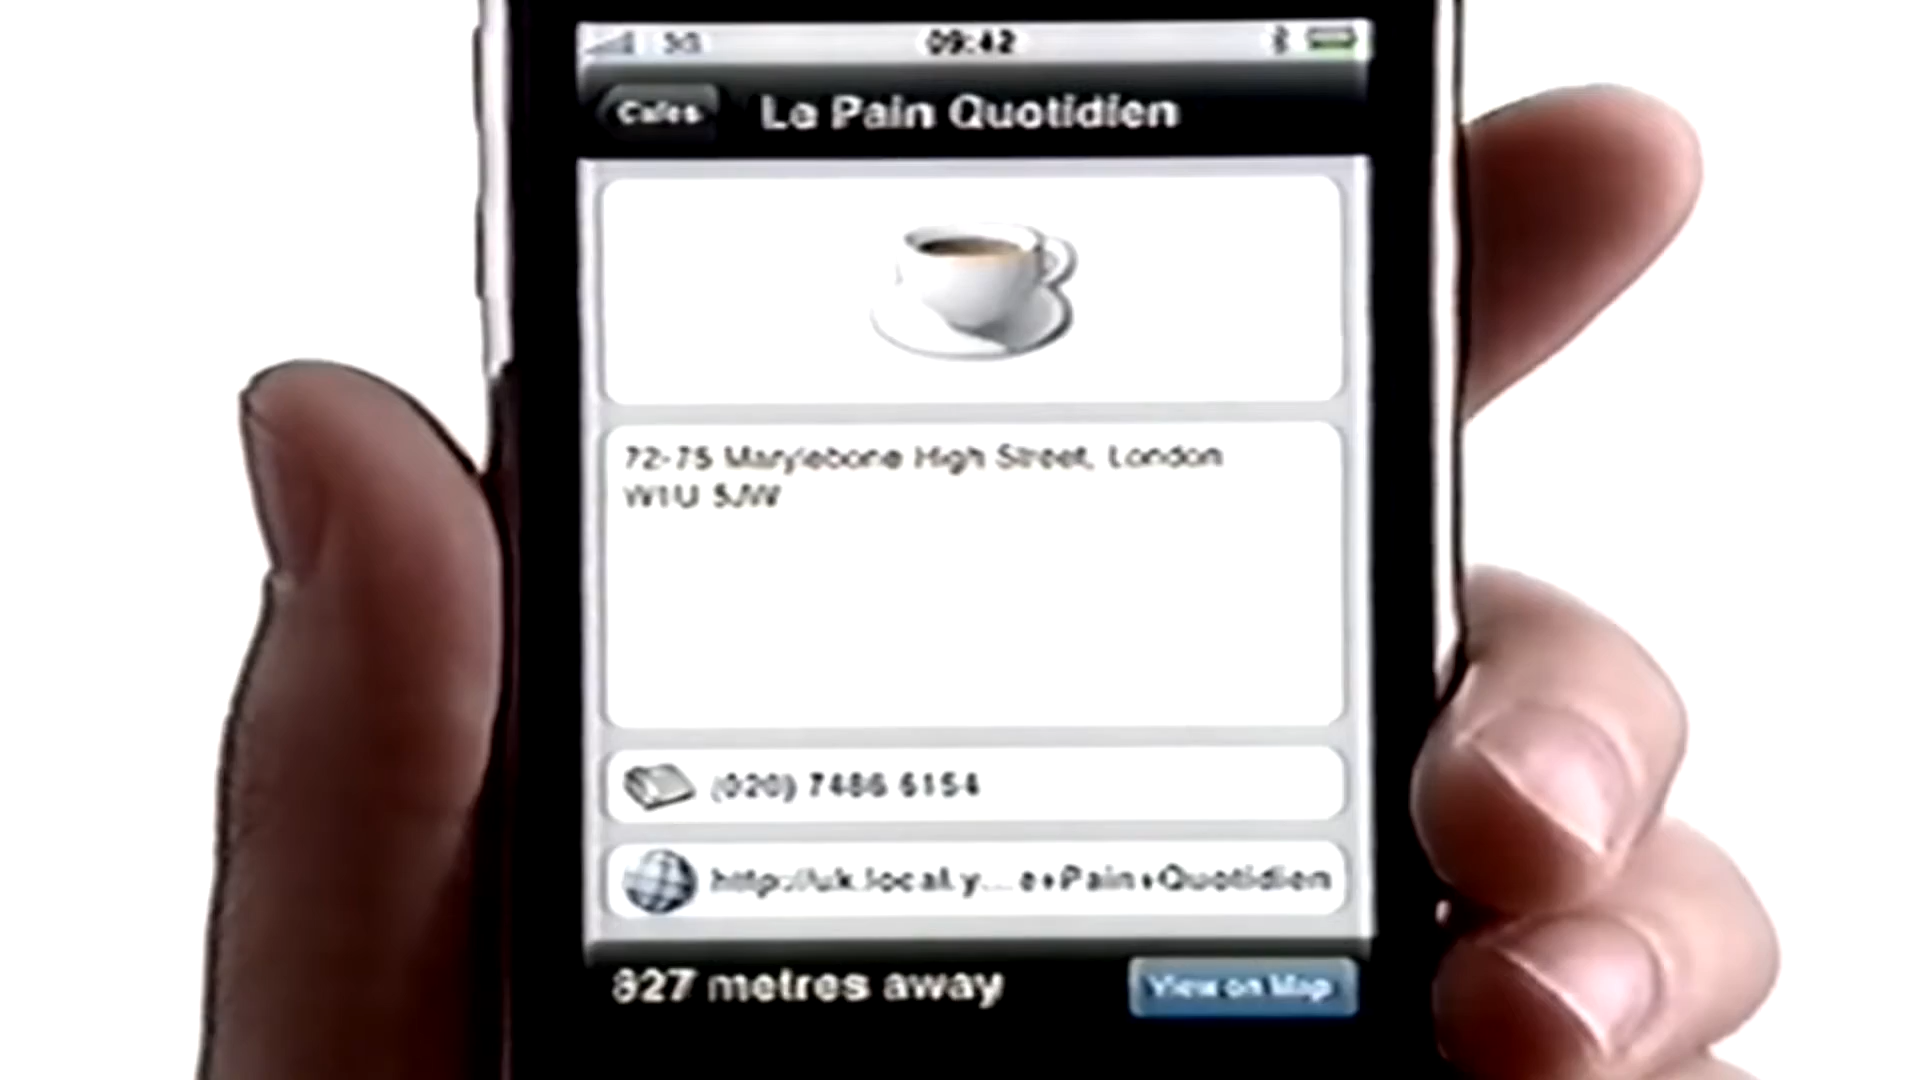 3G 09:42
Cafes Le Pain Quotidien
72-75 Marylebone High Street, London
W1U 5JW
(020) 7486 6154
http://uk.local.y... e+Pain+Quotidien
827 metres away View on Map